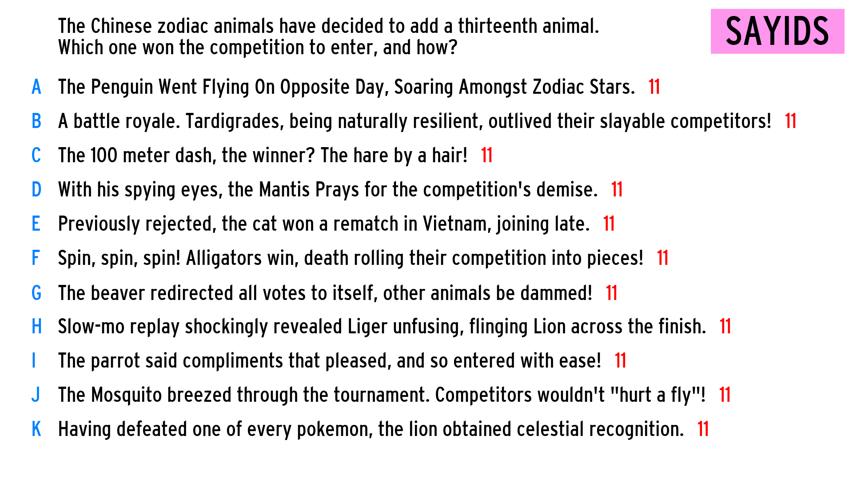 The Chinese zodiac animals have decided to add a thirteenth animal.
Which one won the competition to enter, and how?
SAYIDS
A The Penguin Went Flying On Opposite Day, Soaring Amongst Zodiac Stars. 11
B A battle royale. Tardigrades, being naturally resilient, outlived their slayable competitors! 11
C The 100 meter dash, the winner? The hare by a hair! 11
D With his spying eyes, the Mantis Prays for the competition's demise. 11
E Previously rejected, the cat won a rematch in Vietnam, joining late. 11
F Spin, spin, spin! Alligators win, death rolling their competition into pieces! 11
G The beaver redirected all votes to itself, other animals be dammed! 11
H Slow-mo replay shockingly revealed Liger unfusing, flinging Lion across the finish. 11
I The parrot said compliments that pleased, and so entered with ease! 11
J The Mosquito breezed through the tournament. Competitors wouldn't "hurt a fly"! 11
K Having defeated one of every pokemon, the lion obtained celestial recognition. 11